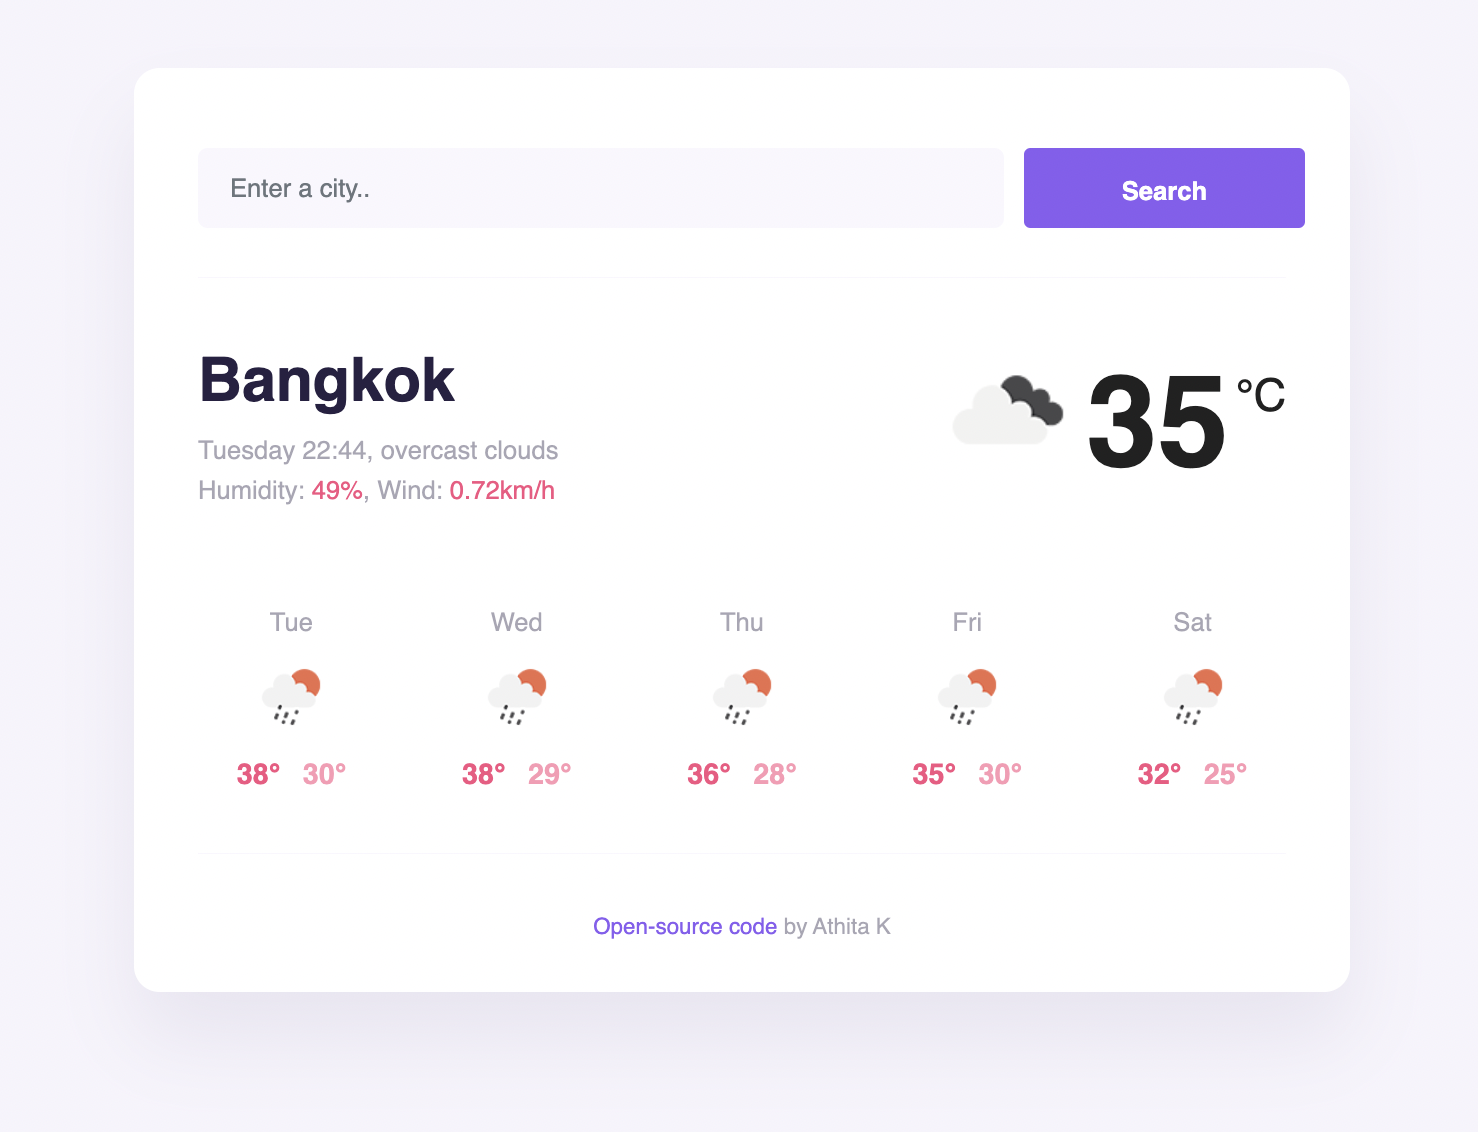 Enter a city..
Search
Bangkok
35 °C
Tuesday 22:44, overcast clouds
Humidity: 49%, Wind: 0.72km/h
Tue Wed Thu Fri Sat
38° 30° 38° 29° 36° 28° 35° 30° 32° 25°
Open-source code by Athita K